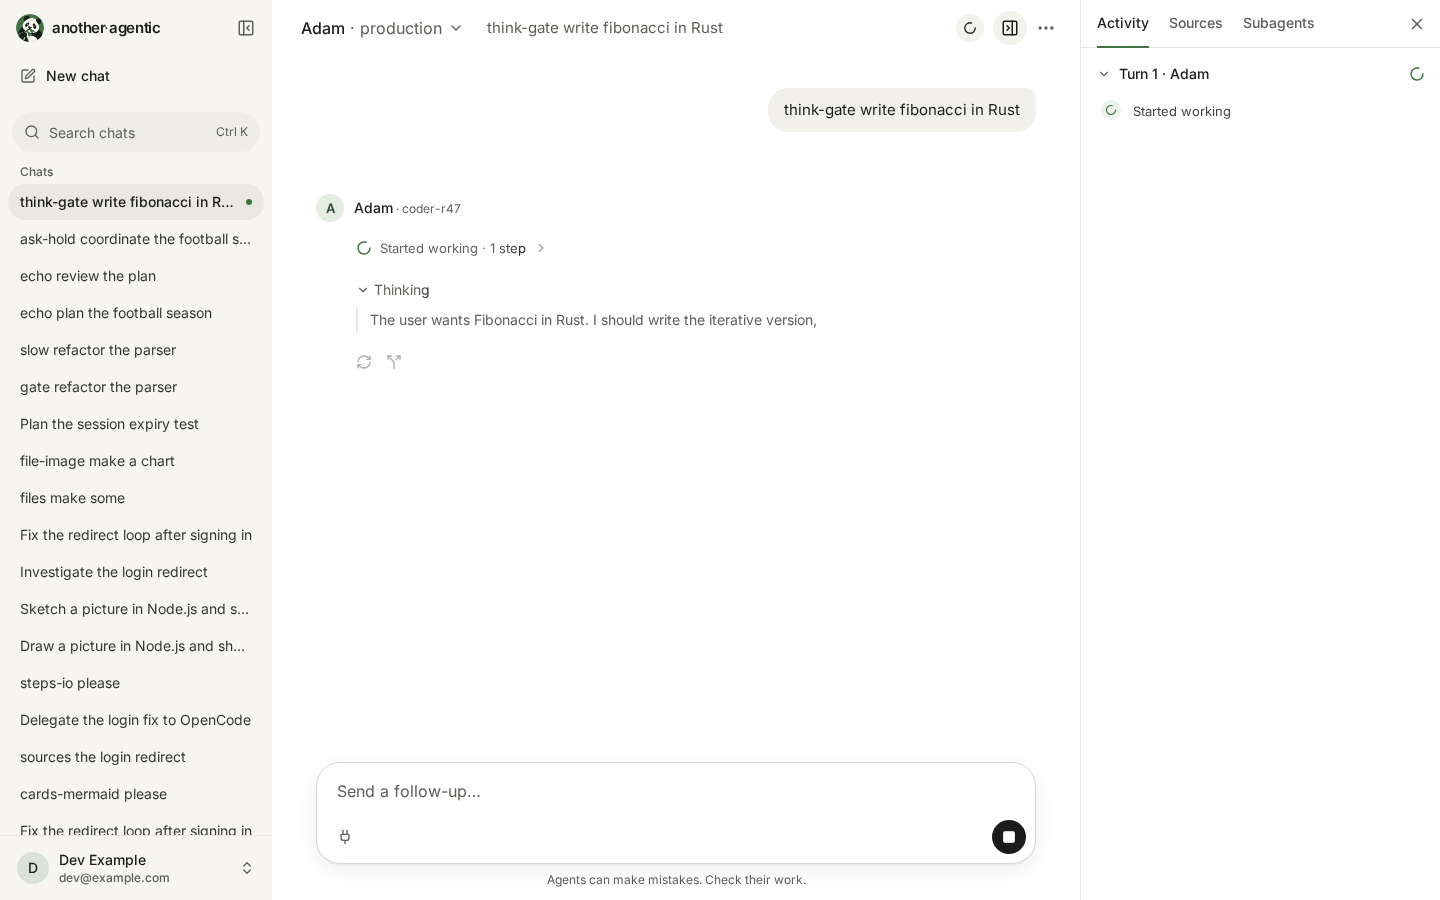 another·agentic
New chat
Search chats Ctrl K
Chats
think-gate write fibonacci in R...
ask-hold coordinate the football s...
echo review the plan
echo plan the football season
slow refactor the parser
gate refactor the parser
Plan the session expiry test
file-image make a chart
files make some
Fix the redirect loop after signing in
Investigate the login redirect
Sketch a picture in Node.js and s...
Draw a picture in Node.js and sh...
steps-io please
Delegate the login fix to OpenCode
sources the login redirect
cards-mermaid please
Fix the redirect loop after signing in
D
Dev Example
dev@example.com
Adam · production think-gate write fibonacci in Rust
think-gate write fibonacci in Rust
A Adam · coder-r47
Started working · 1 step
Thinking
The user wants Fibonacci in Rust. I should write the iterative version,
Send a follow-up...
Agents can make mistakes. Check their work.
Activity Sources Subagents
Turn 1 · Adam
Started working